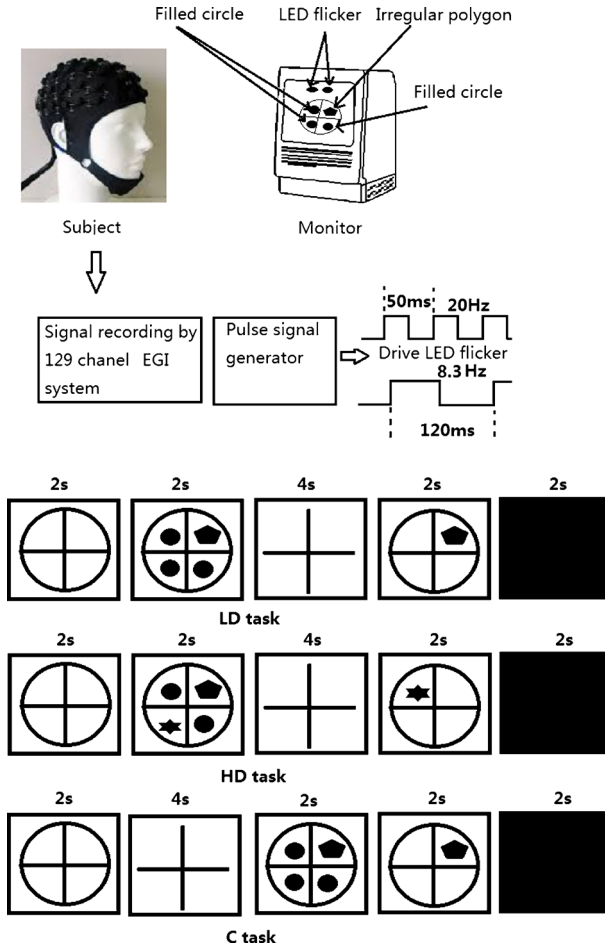 Filled circle LED flicker Irregular polygon
Filled circle
Subject Monitor
Signal recording by
129 chanel EGI
system
Pulse signal
generator
50ms 20Hz
Drive LED flicker
8.3 Hz
120ms
2s 2s 4s 2s 2s
LD task
2s 2s 4s 2s 2s
HD task
2s 4s 2s 2s 2s
C task